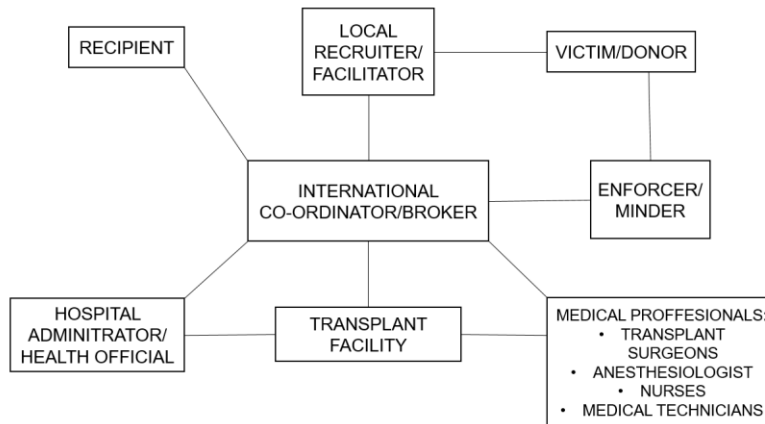 RECIPIENT
LOCAL
RECRUITER/
FACILITATOR
VICTIM/DONOR
INTERNATIONAL
CO-ORDINATOR/BROKER
ENFORCER/
MINDER
HOSPITAL
ADMINITRATOR/
HEALTH OFFICIAL
TRANSPLANT
FACILITY
MEDICAL PROFFESIONALS:
• TRANSPLANT
SURGEONS
• ANESTHESIOLOGIST
• NURSES
• MEDICAL TECHNICIANS